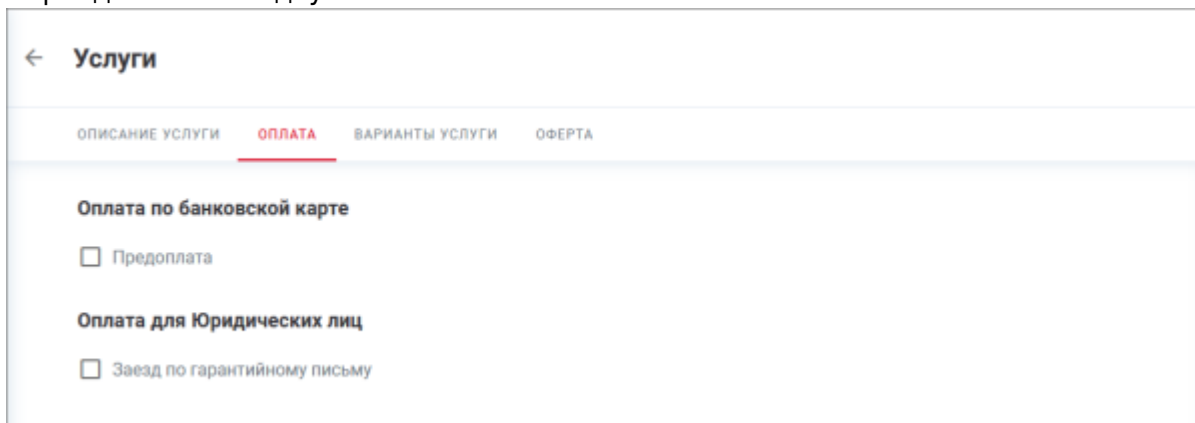 Услуги
ОПИСАНИЕ УСЛУГИ ОПЛАТА ВАРИАНТЫ УСЛУГИ ОФЕРТА
Оплата по банковской карте
Предоплата
Оплата для Юридических лиц
Заезд по гарантийному письму